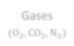 Gases
(O₂, CO₂, N₂)